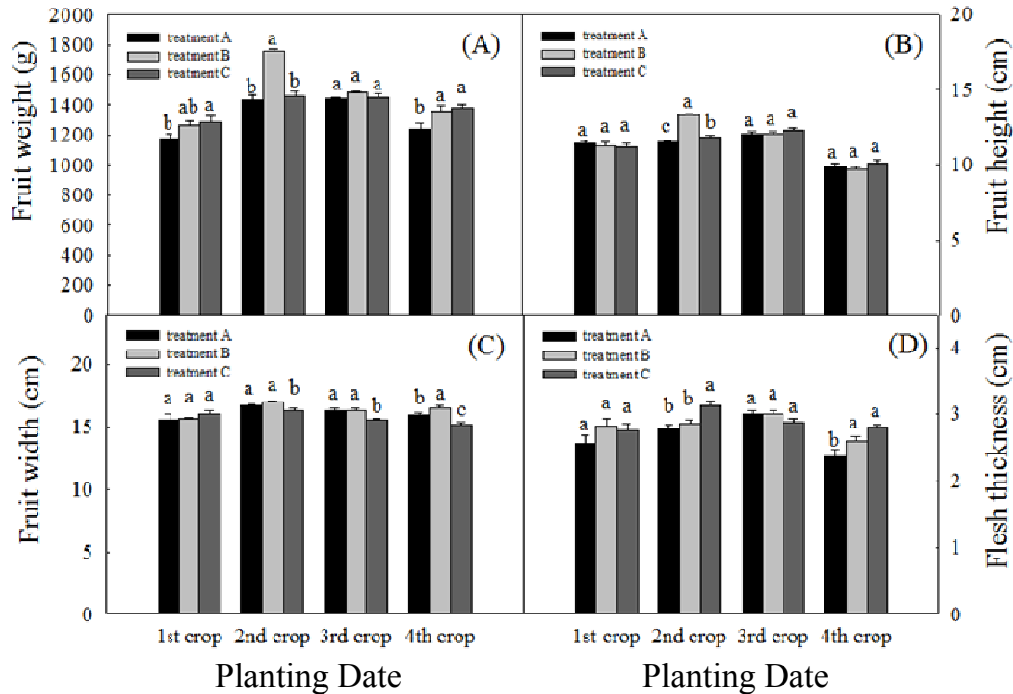 2000
1800
1600
1400
1200
1000
800
600
400
200
0
Fruit weight (g)
treatment A
treatment B
treatment C
(A)
b ab a
b a b
a a a
b a a
treatment A
treatment B
treatment C
(B)
a a a
c a b
a a a
a a a
20
15
10
5
0
Fruit height (cm)
20
15
10
5
0
Fruit width (cm)
treatment A
treatment B
treatment C
(C)
a a a
a a b
a a b
b a c
treatment A
treatment B
treatment C
(D)
a a a
b b a
a a a
b a a
4
3
2
1
0
Flesh thickness (cm)
1st crop 2nd crop 3rd crop 4th crop
1st crop 2nd crop 3rd crop 4th crop
Planting Date
Planting Date